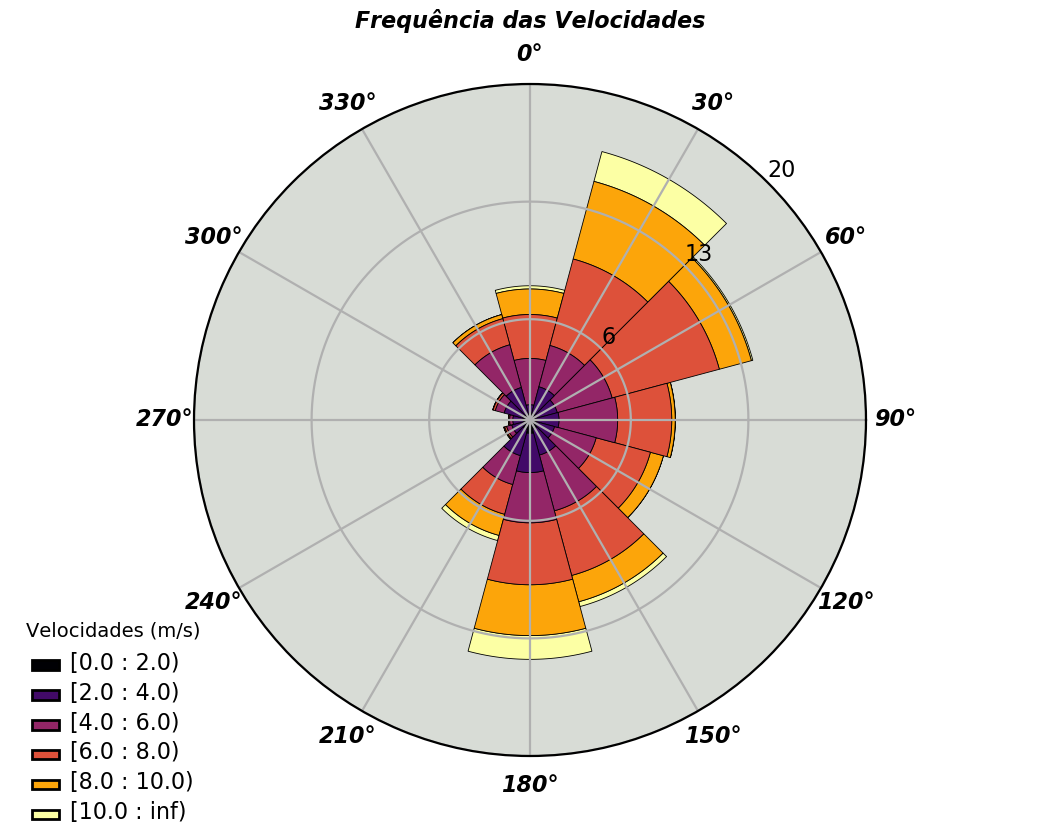 Frequência das Velocidades
0°
330°
30°
20
300°
60°
13
6
270°
90°
240°
120°
210°
150°
180°
Velocidades (m/s)
[0.0 : 2.0)
[2.0 : 4.0)
[4.0 : 6.0)
[6.0 : 8.0)
[8.0 : 10.0)
[10.0 : inf)